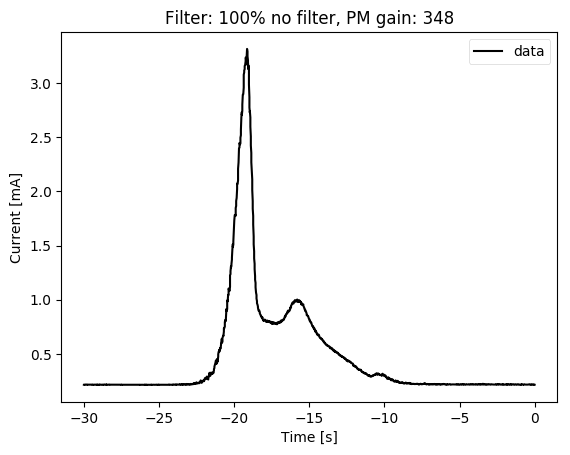 Filter: 100% no filter, PM gain: 348
data
Current [mA]
3.0
2.5
2.0
1.5
1.0
0.5
−30 −25 −20 −15 −10 −5 0
Time [s]